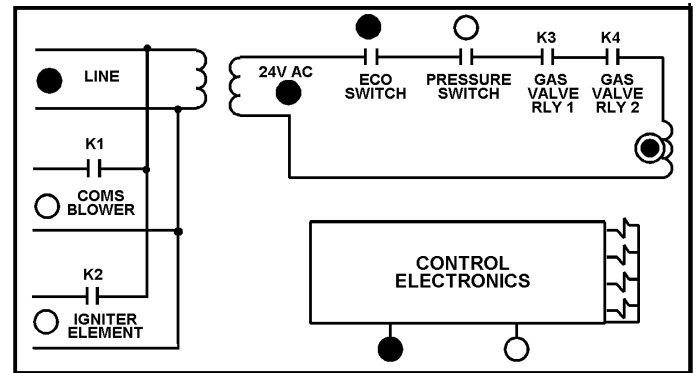 LINE
K1
COMS
BLOWER
K2
IGNITER
ELEMENT
24V AC
ECO
SWITCH
PRESSURE
SWITCH
K3
GAS
VALVE
RLY 1
K4
GAS
VALVE
RLY 2
CONTROL
ELECTRONICS